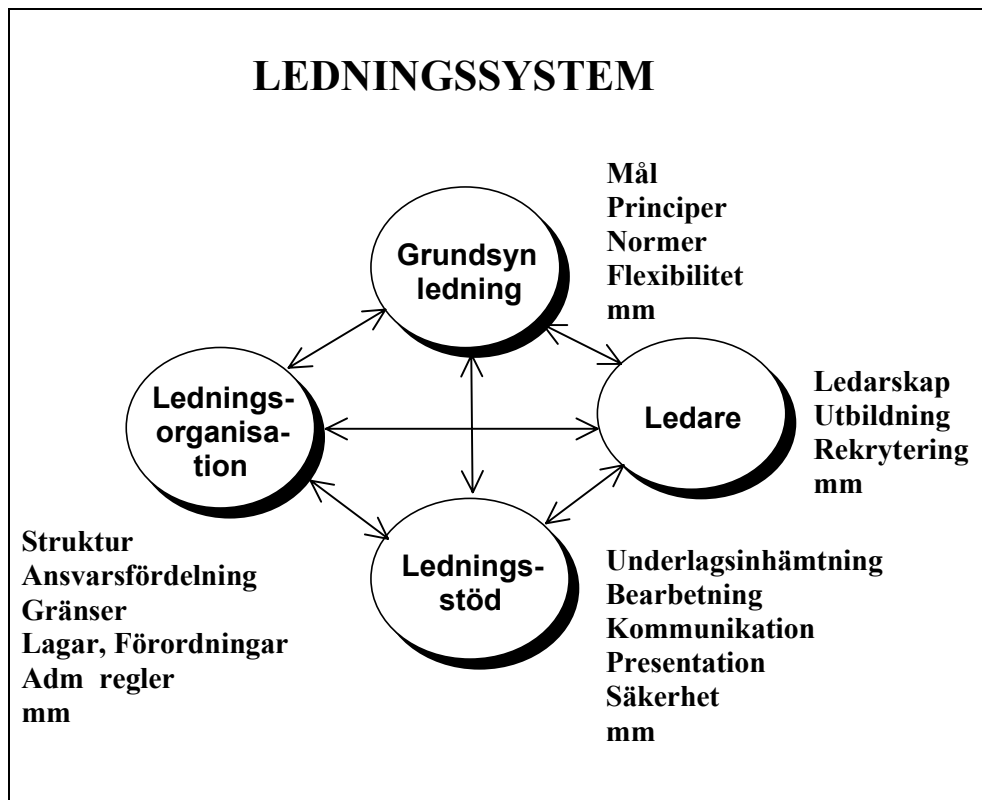 LEDNINGSSYSTEM
Grundsyn
ledning
Mål
Principer
Normer
Flexibilitet
mm
Lednings-
organisa-
tion
Ledare
Ledarskap
Utbildning
Rekrytering
mm
Struktur
Ansvarsfördelning
Gränser
Lagar, Förordningar
Adm  regler
mm
Lednings-
stöd
Underlagsinhämtning
Bearbetning
Kommunikation
Presentation
Säkerhet
mm